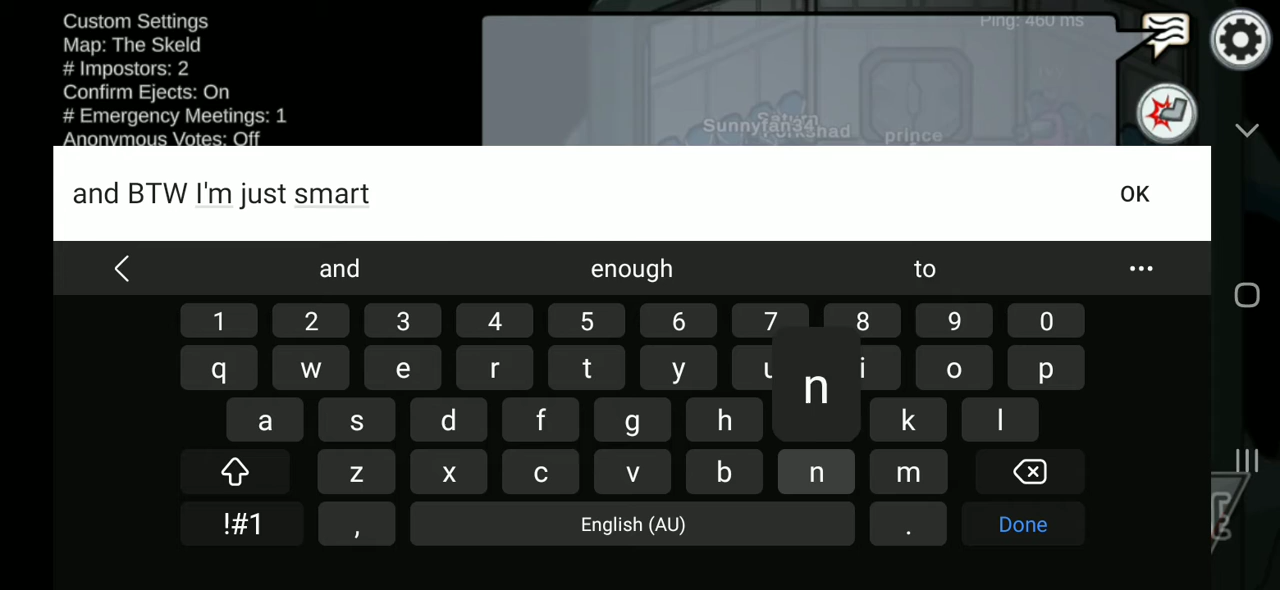 Custom Settings
Map: The Skeld
# Impostors: 2
Confirm Ejects: On
# Emergency Meetings: 1
Anonymous Votes: Off
Ping: 460 ms
Saturn
Sunnyfan34
prince
and BTW I'm just smart
OK
and enough to
1 2 3 4 5 6 7 8 9 0
q w e r t y u i o p
n
a s d f g h k l
z x c v b n m
!#1 , English (AU) . Done